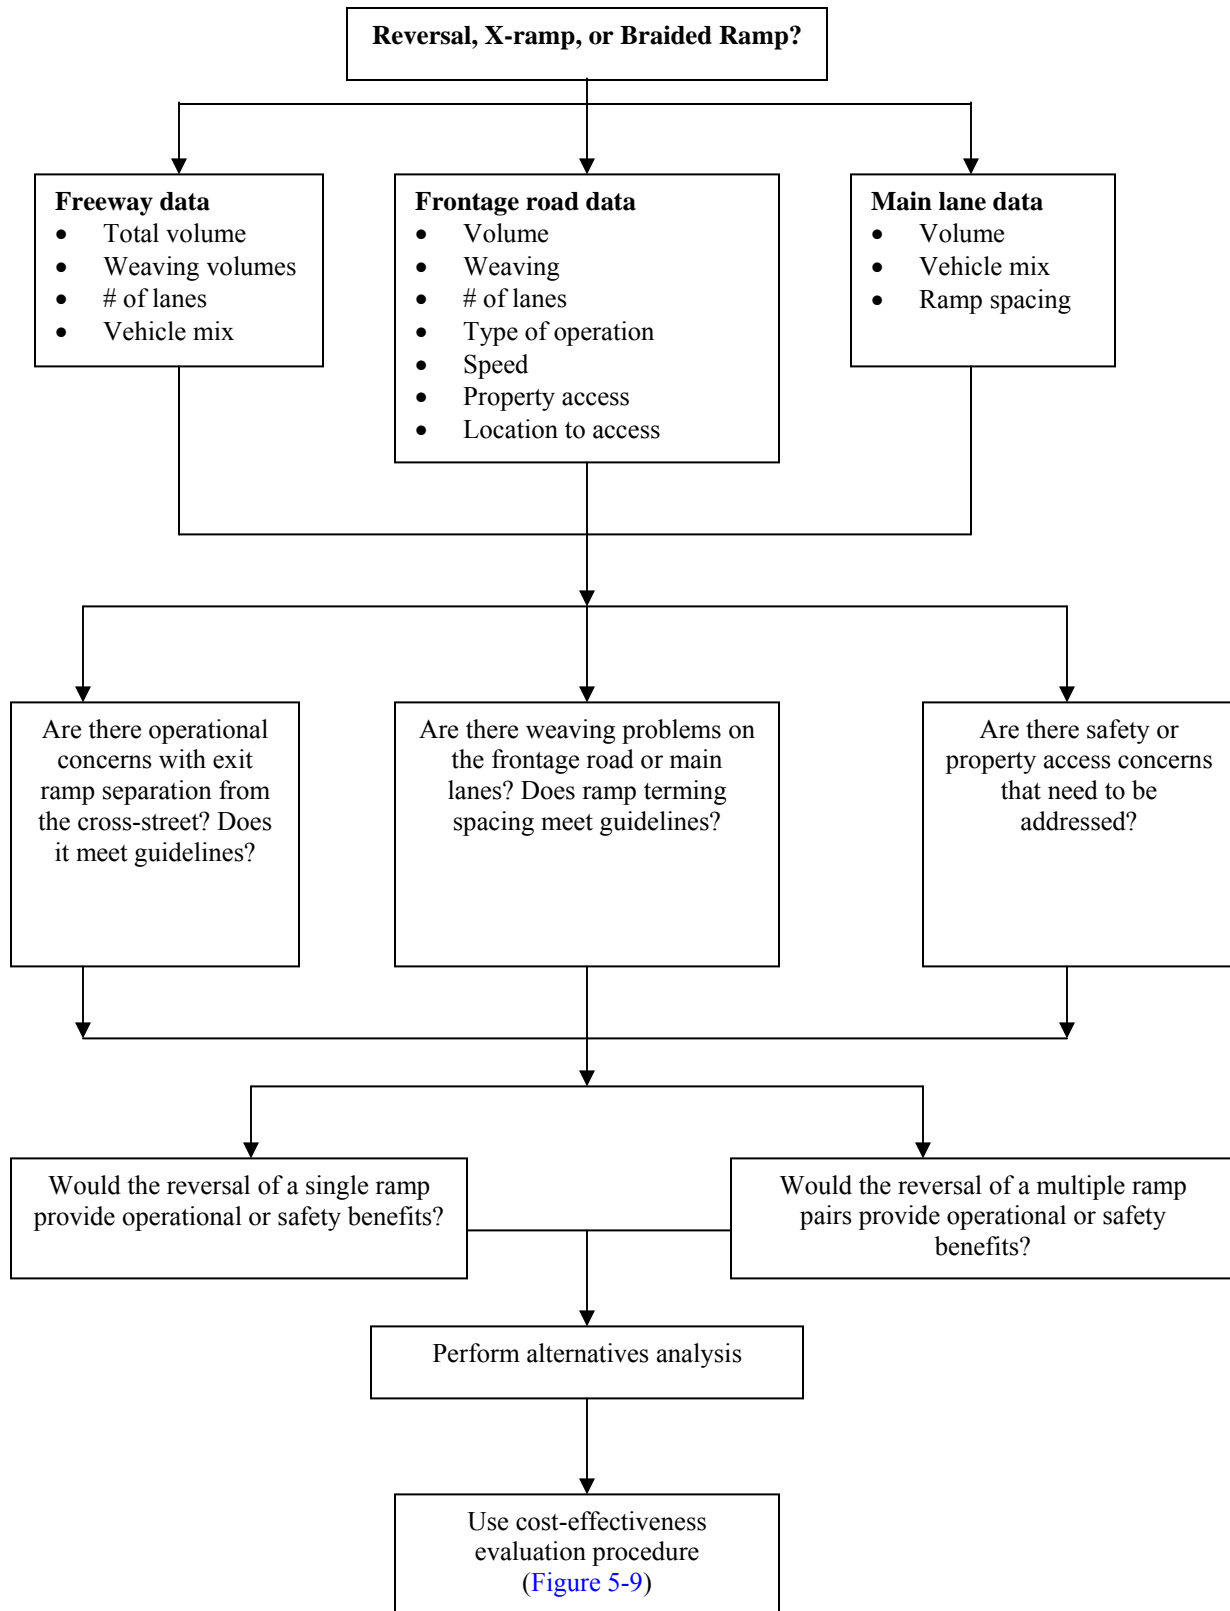 Reversal, X-ramp, or Braided Ramp?
Freeway data
• Total volume
• Weaving volumes
• # of lanes
• Vehicle mix
Frontage road data
• Volume
• Weaving
• # of lanes
• Type of operation
• Speed
• Property access
• Location to access
Main lane data
• Volume
• Vehicle mix
• Ramp spacing
Are there operational
concerns with exit
ramp separation from
the cross-street? Does
it meet guidelines?
Are there weaving problems on
the frontage road or main
lanes? Does ramp terming
spacing meet guidelines?
Are there safety or
property access concerns
that need to be
addressed?
Would the reversal of a single ramp
provide operational or safety benefits?
Would the reversal of a multiple ramp
pairs provide operational or safety
benefits?
Perform alternatives analysis
Use cost-effectiveness
evaluation procedure
(Figure 5-9)